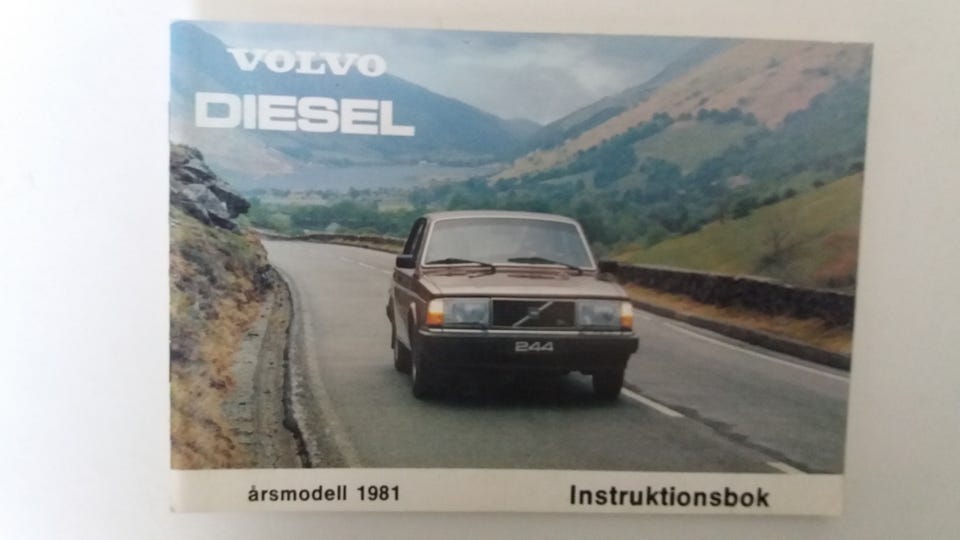 VOLVO
DIESEL
244
årsmodell 1981
Instruktionsbok